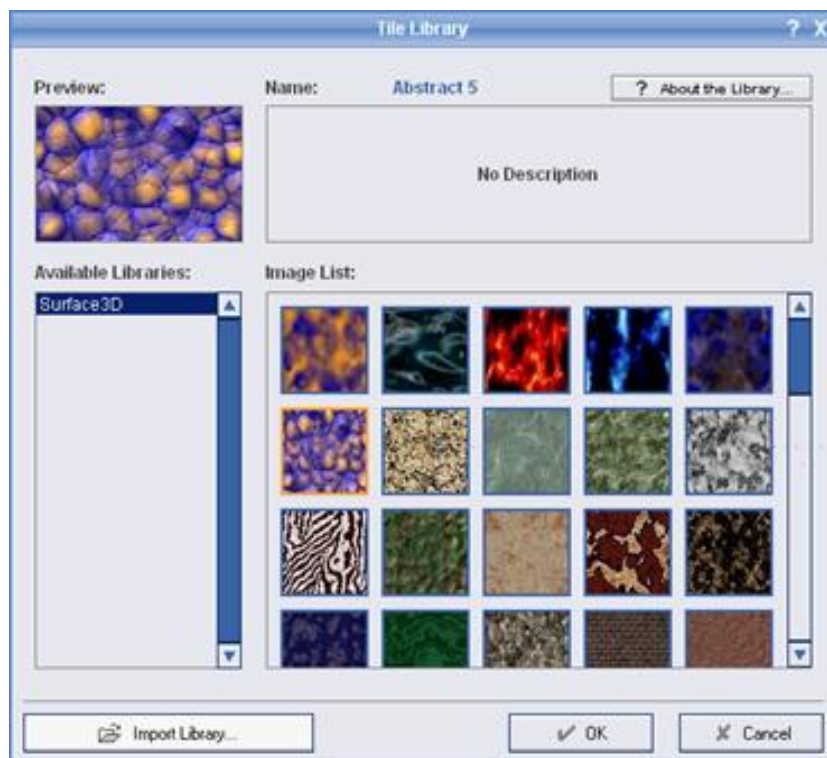 Tile Library ? X
Preview:
Name: Abstract 5
? About the Library...
No Description
Available Libraries:
Image List:
Surface3D
Import Library...
OK
Cancel